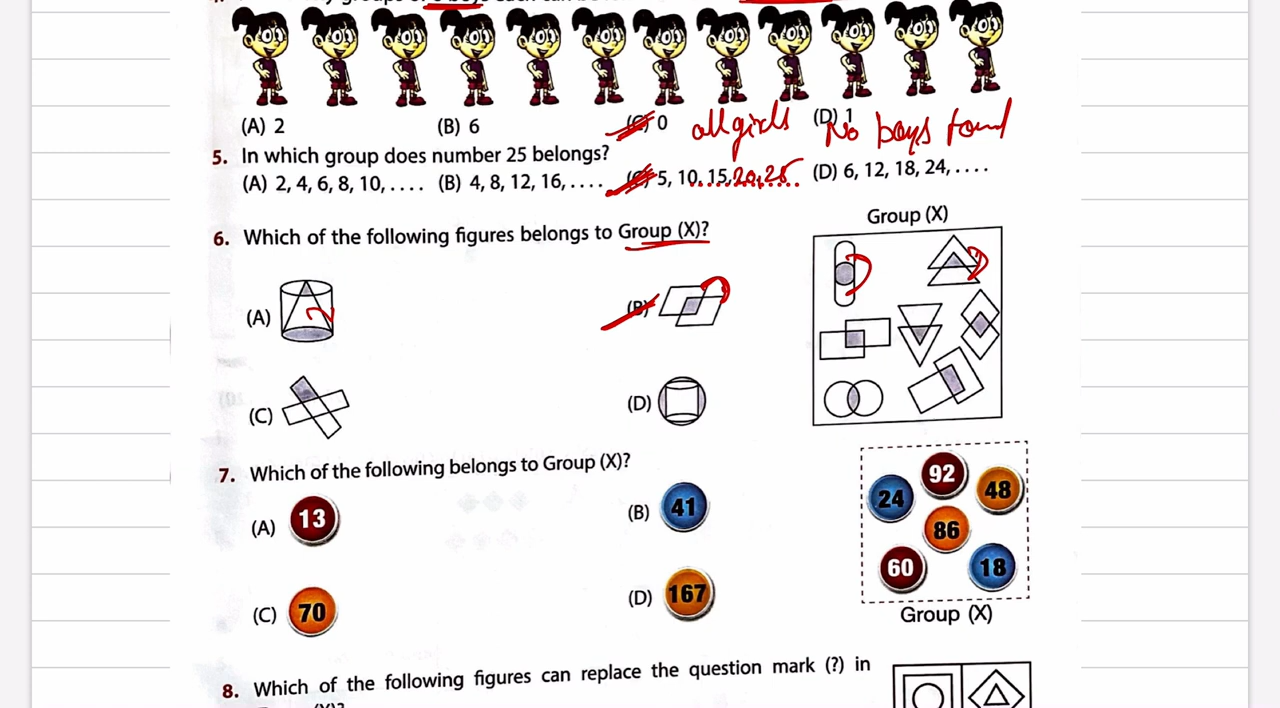 (A) 2 (B) 6 (C) 0 all girls (D) 1 No boys found
5. In which group does number 25 belongs?
(A) 2, 4, 6, 8, 10, . . . . (B) 4, 8, 12, 16, . . . . (C) 5, 10, 15, 20, 25 . . . . (D) 6, 12, 18, 24, . . . .
6. Which of the following figures belongs to Group (X)?
Group (X)
(A)
(B)
(C)
(D)
7. Which of the following belongs to Group (X)?
(A) 13
(B) 41
(C) 70
(D) 167
92
24
48
86
60
18
Group (X)
8. Which of the following figures can replace the question mark (?) in